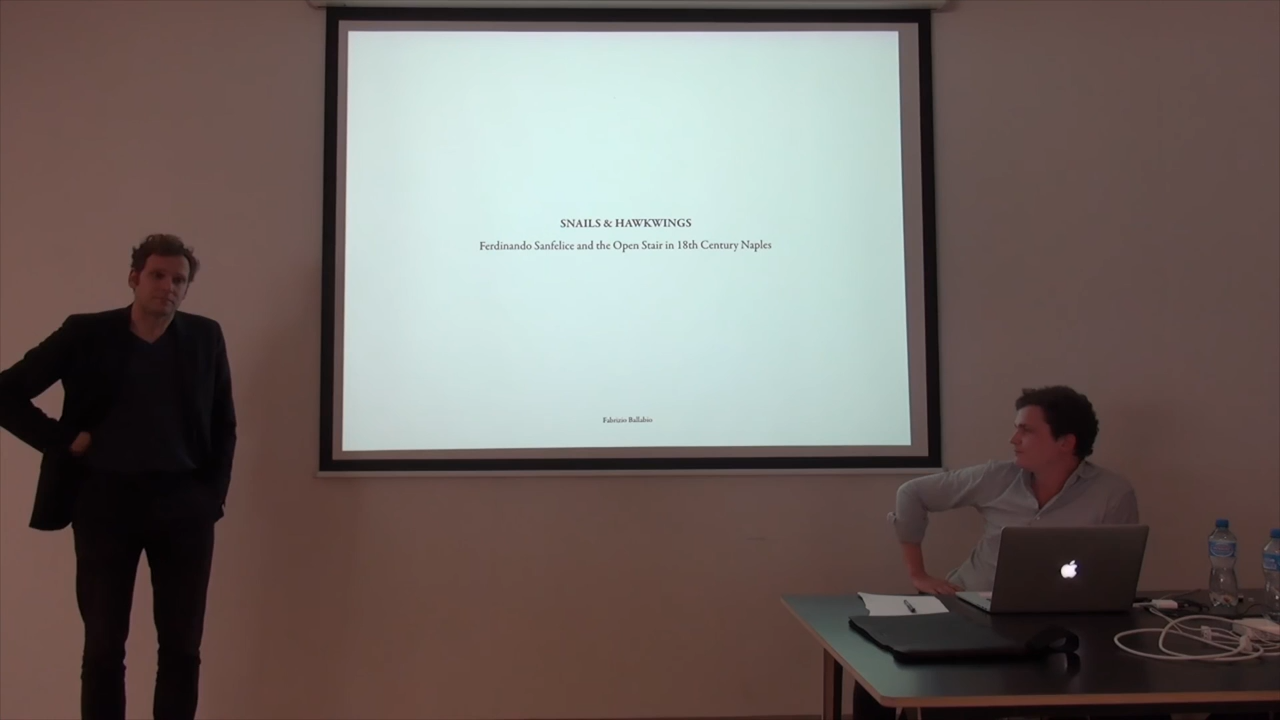 SNAILS & HAWKWINGS
Ferdinando Sanfelice and the Open Stair in 18th Century Naples
Fabrizio Ballabio